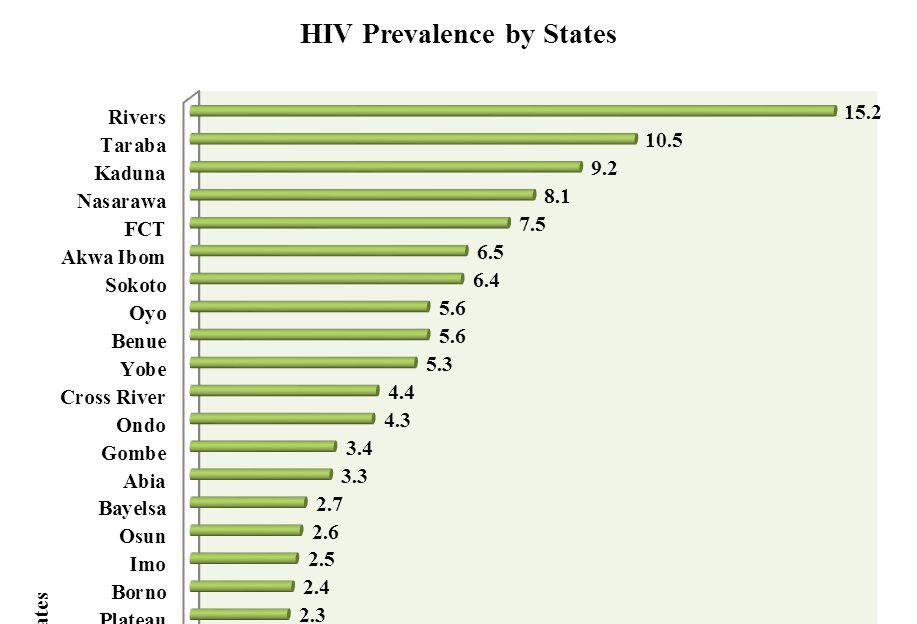 HIV Prevalence by States
Rivers 15.2
Taraba 10.5
Kaduna 9.2
Nasarawa 8.1
FCT 7.5
Akwa Ibom 6.5
Sokoto 6.4
Oyo 5.6
Benue 5.6
Yobe 5.3
Cross River 4.4
Ondo 4.3
Gombe 3.4
Abia 3.3
Bayelsa 2.7
Osun 2.6
Imo 2.5
Borno 2.4
Plateau 2.3